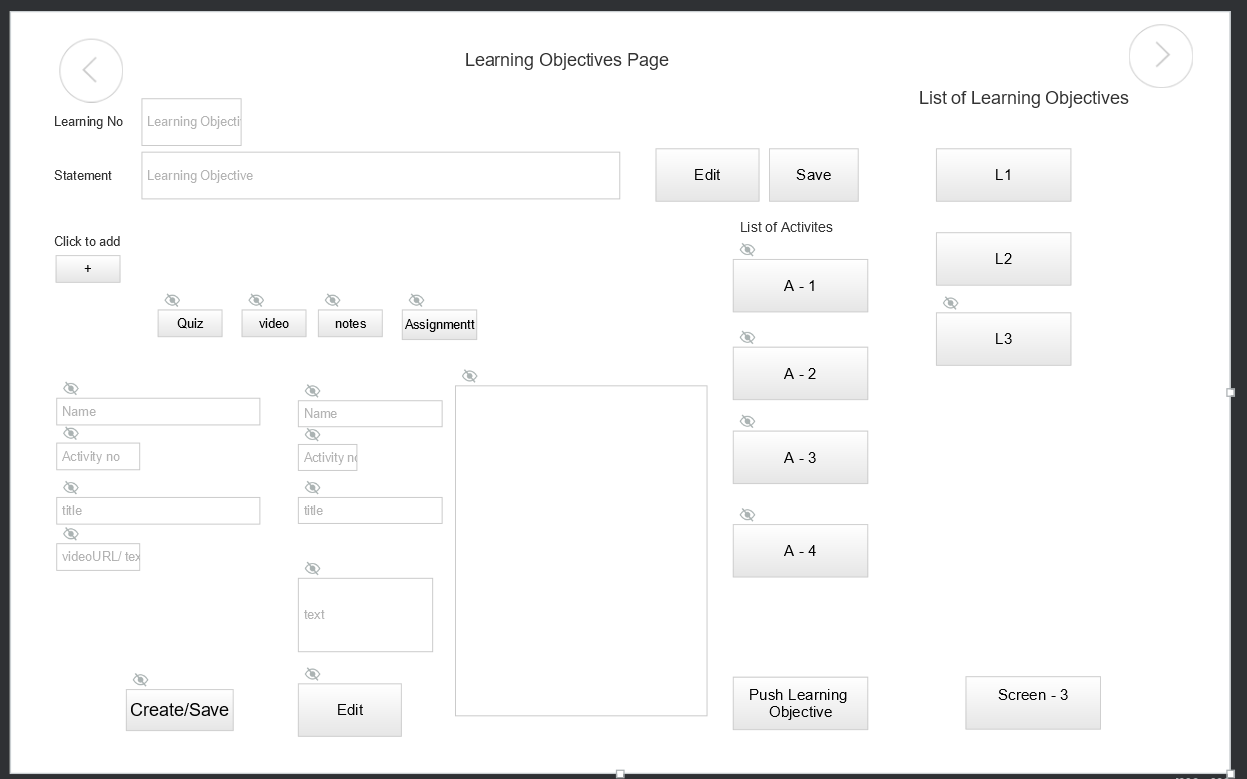 Learning Objectives Page
List of Learning Objectives
Learning No
Learning Objecti
Statement
Learning Objective
Edit
Save
L1
List of Activites
Click to add
+
A - 1
L2
Quiz
video
notes
Assignmentt
L3
A - 2
Name
Name
Activity no
Activity no
A - 3
title
title
videoURL/ tex
A - 4
text
Create/Save
Edit
Push Learning
Objective
Screen - 3